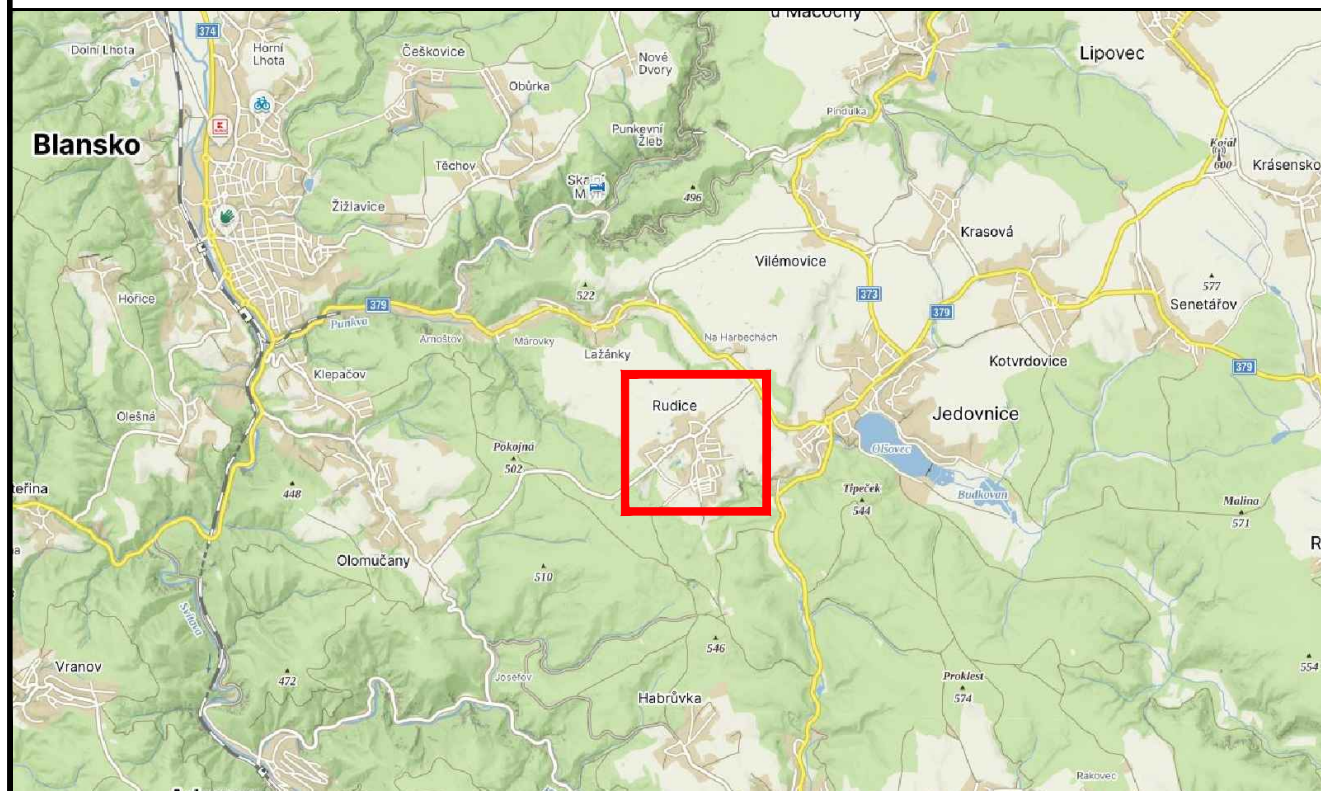 u Macochy
374
Dolní Lhota
Horní
Lhota
Češkovice
Nové
Dvory
Lipovec
Obůrka
Pindulka
Blansko
Punkevní
Žleb
Kojál
600
Krásensko
Těchov
496
Žižlavice
Krasová
Vilémovice
577
Hořice
522
373
Senetářov
379
Punkva
379
Arnoštov
Márovky
Lažánky
Na Harbechách
Kotvrdovice
379
Klepačov
Olešná
Rudice
Jedovnice
Pokojná
502
Olšovec
448
Tipeček
544
Budkovan
Malina
571
Olomučany
510
R
Svitava
546
Vranov
472
Josefov
Habrůvka
Proklest
574
554
Rakovec